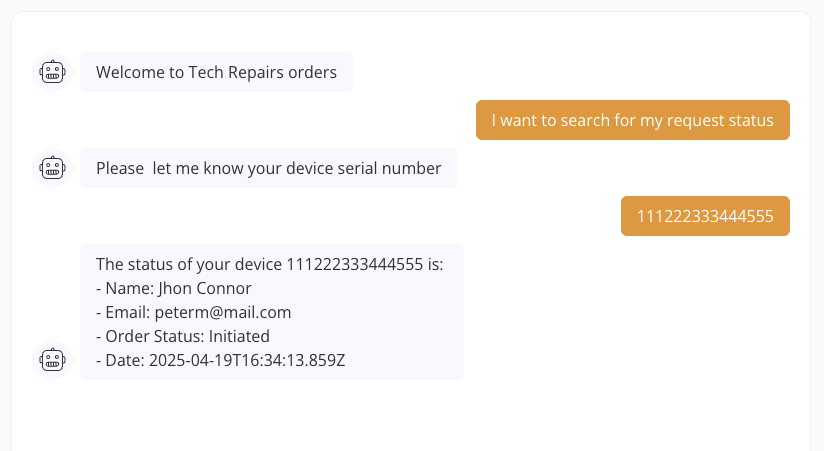 Welcome to Tech Repairs orders
I want to search for my request status
Please  let me know your device serial number
111222333444555
The status of your device 111222333444555 is:
- Name: Jhon Connor
- Email: peterm@mail.com
- Order Status: Initiated
- Date: 2025-04-19T16:34:13.859Z